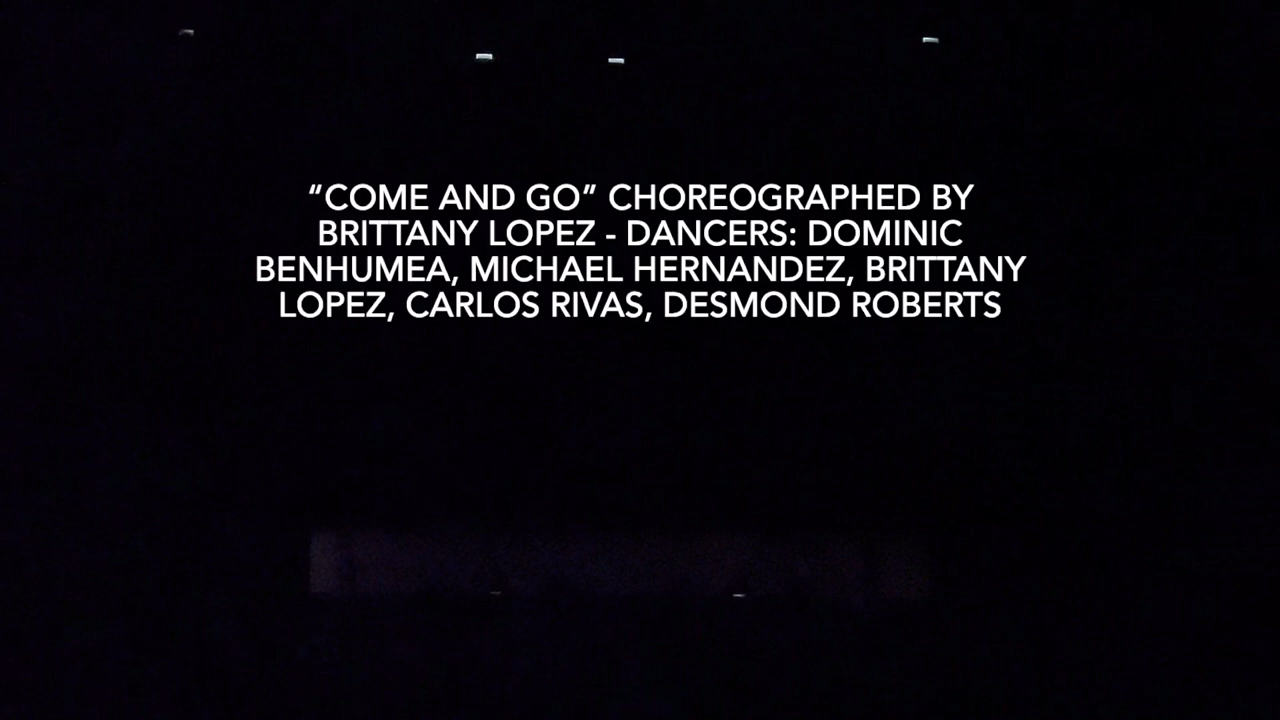 “COME AND GO” CHOREOGRAPHED BY
BRITTANY LOPEZ - DANCERS: DOMINIC
BENHUMEA, MICHAEL HERNANDEZ, BRITTANY
LOPEZ, CARLOS RIVAS, DESMOND ROBERTS